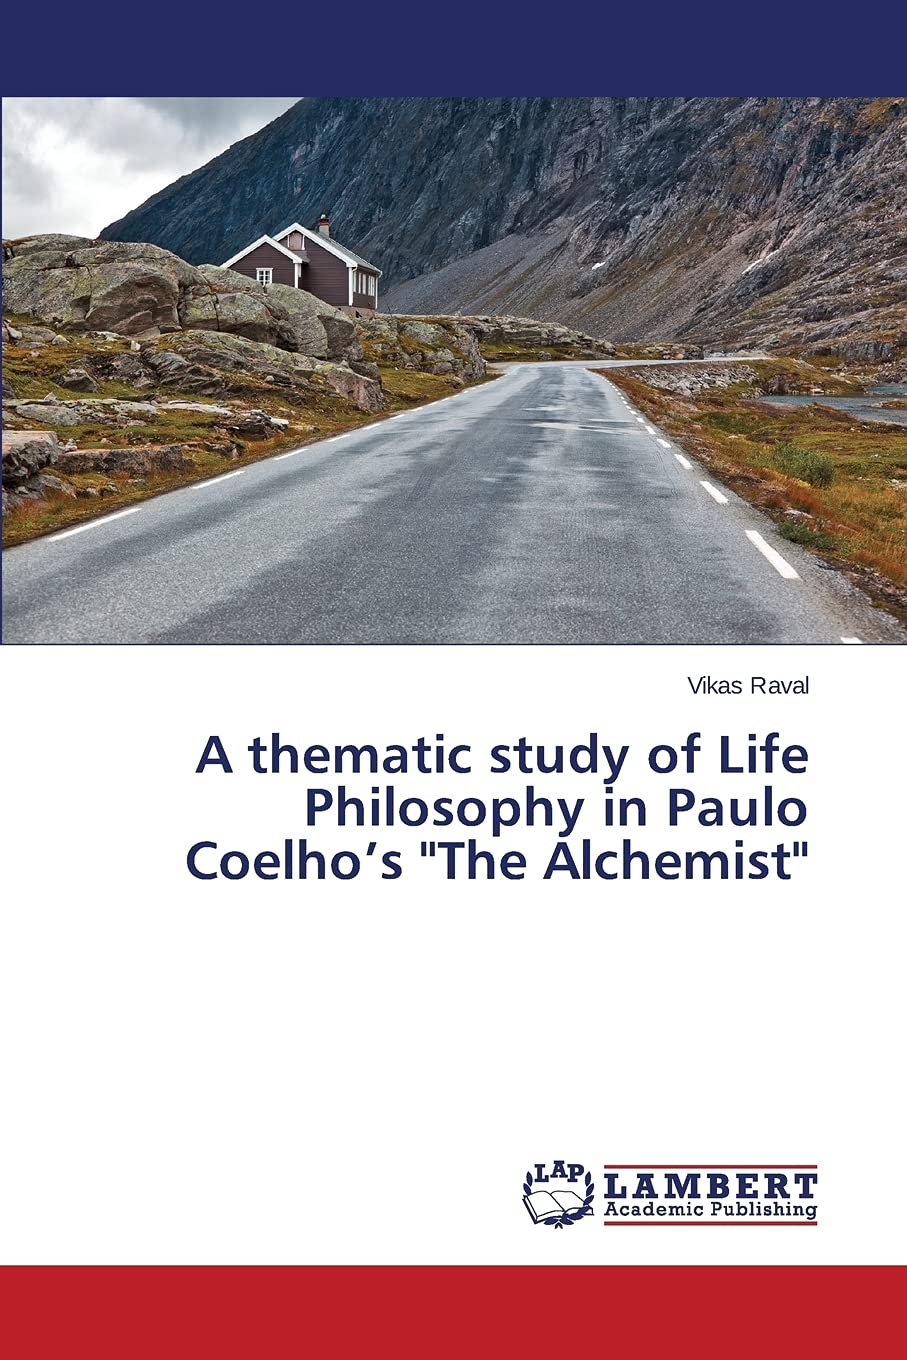 Vikas Raval
A thematic study of Life
Philosophy in Paulo
Coelho’s "The Alchemist"
LAP
LAMBERT
Academic Publishing